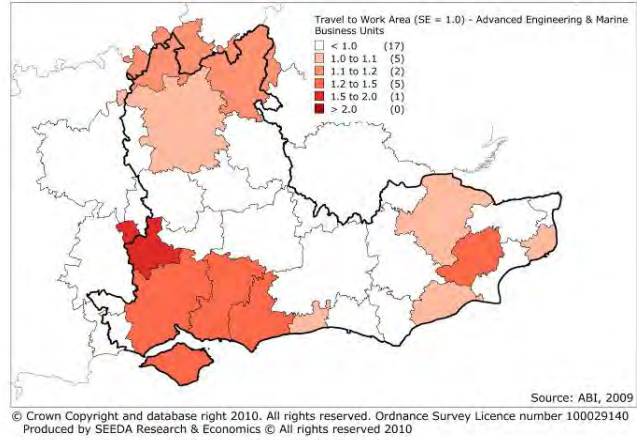 Travel to Work Area (SE = 1.0) - Advanced Engineering & Marine
Business Units
< 1.0 (17)
1.0 to 1.1 (5)
1.1 to 1.2 (2)
1.2 to 1.5 (5)
1.5 to 2.0 (1)
> 2.0 (0)
Source: ABI, 2009
© Crown Copyright and database right 2010. All rights reserved. Ordnance Survey Licence number 100029140
Produced by SEEDA Research & Economics © All rights reserved 2010